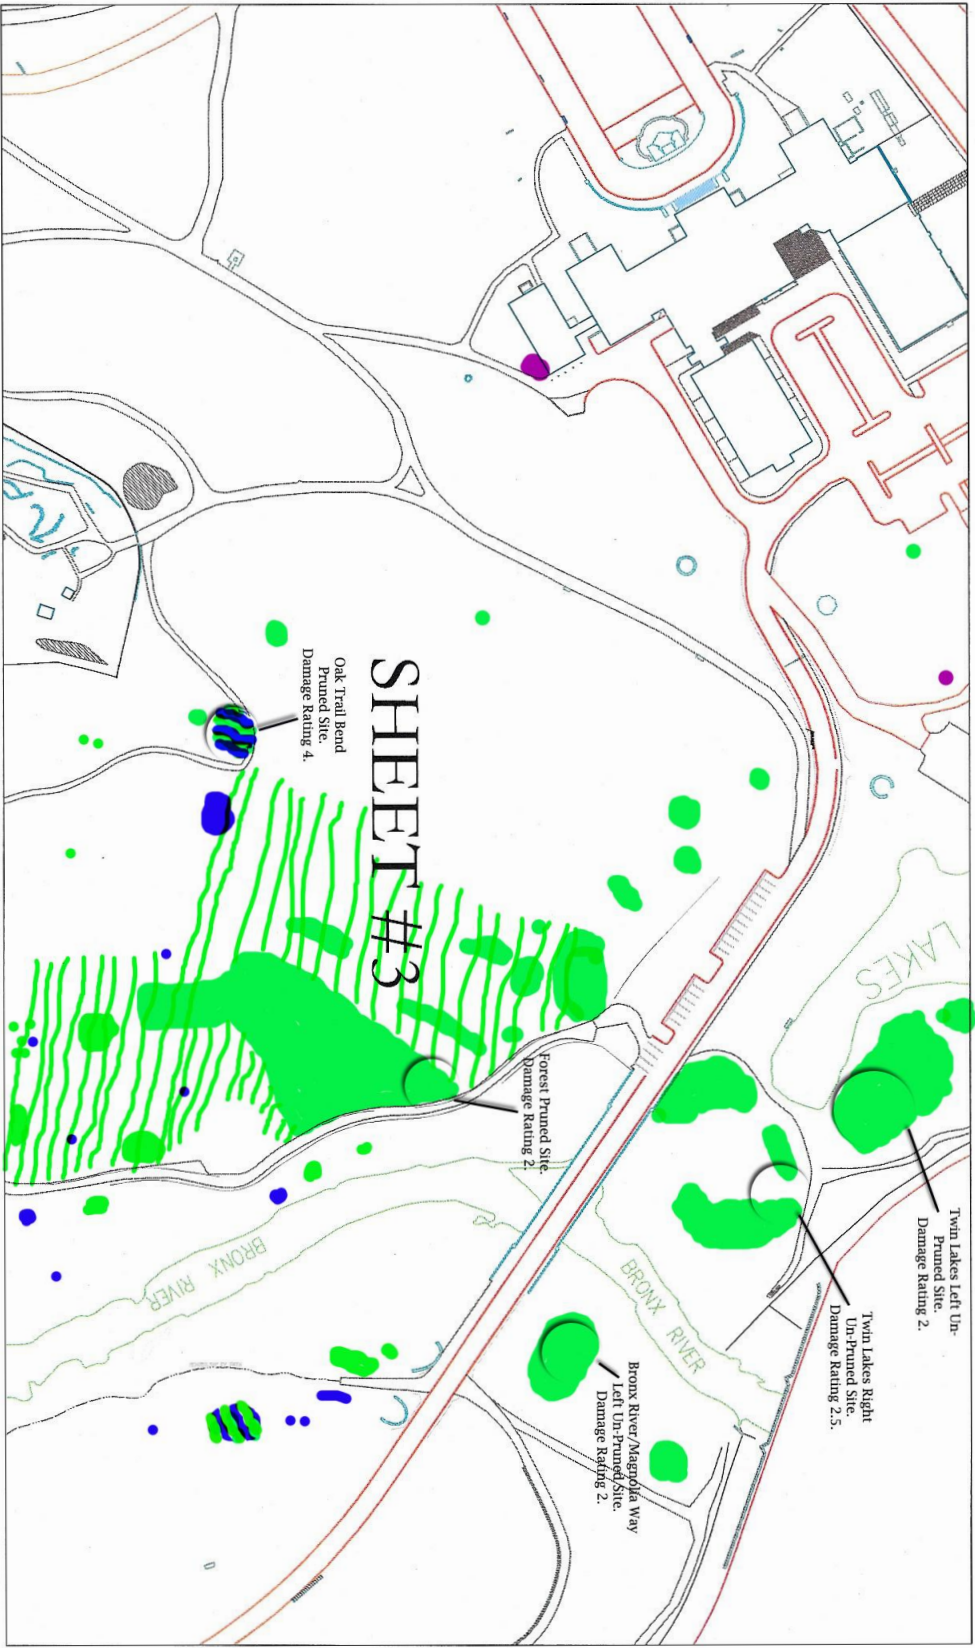 SHEET #3
Oak Trail Bend
Pruned Site.
Damage Rating 4.
Forest Pruned Site.
Damage Rating 2.
LAKES
Twin Lakes Left Un-
Pruned Site.
Damage Rating 2.
Twin Lakes Right
Un-Pruned Site.
Damage Rating 2.5.
BRONX RIVER
BRONX RIVER
Bronx River/Magnolia Way
Left Un-Pruned Site.
Damage Rating 2.